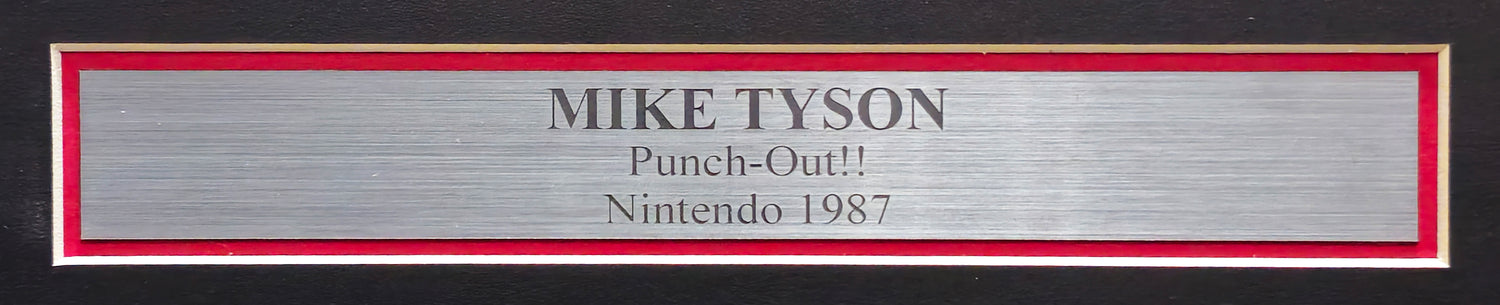 MIKE TYSON
Punch-Out!!
Nintendo 1987